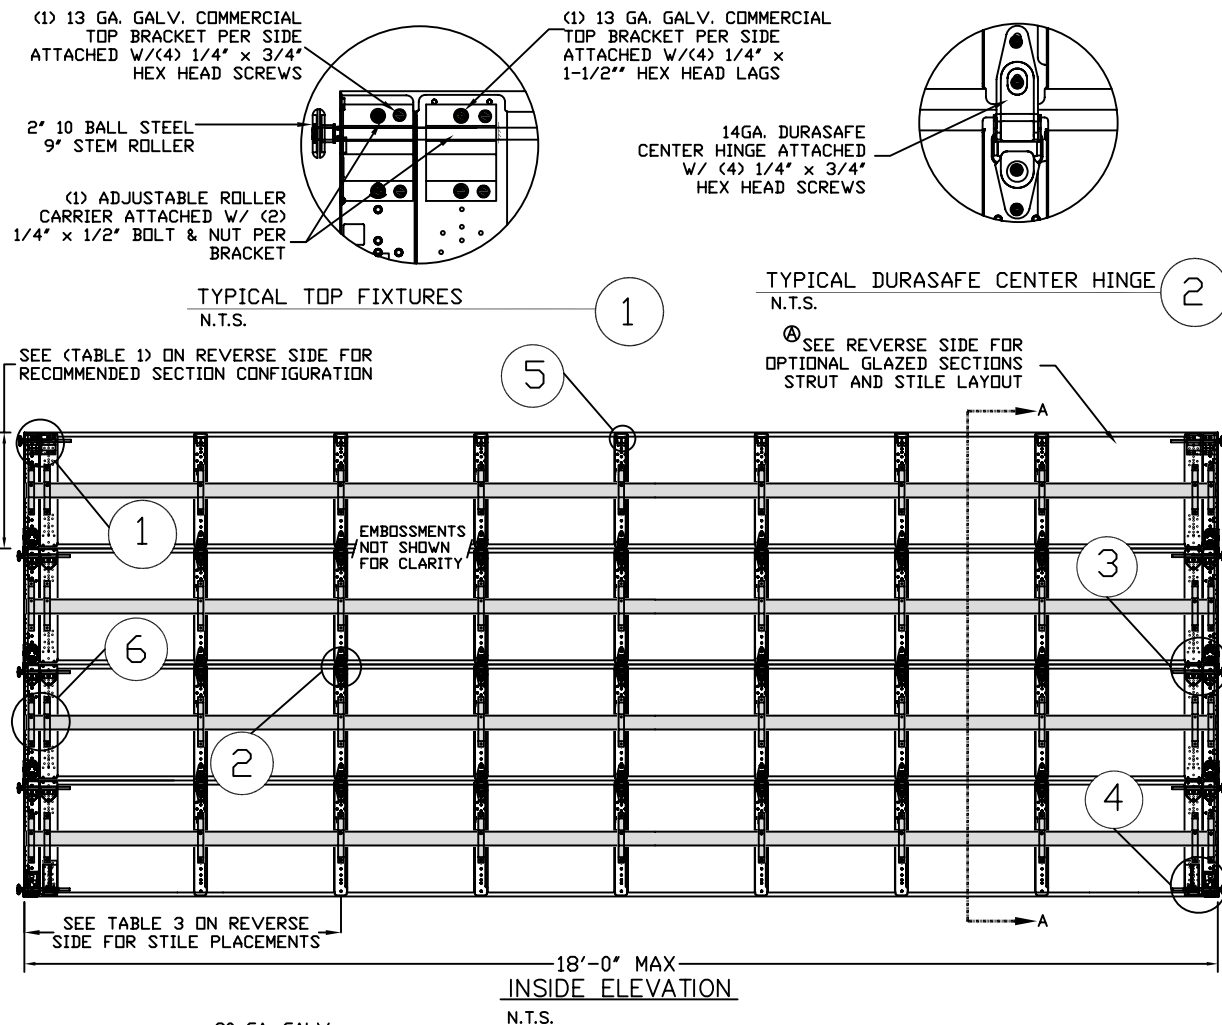 (1) 13 GA. GALV. COMMERCIAL
TOP BRACKET PER SIDE
ATTACHED W/(4) 1/4" x 3/4"
HEX HEAD SCREWS
(1) 13 GA. GALV. COMMERCIAL
TOP BRACKET PER SIDE
ATTACHED W/(4) 1/4" x
1-1/2"" HEX HEAD LAGS
2" 10 BALL STEEL
9" STEM ROLLER
14GA. DURASAFE
CENTER HINGE ATTACHED
W/ (4) 1/4" x 3/4"
HEX HEAD SCREWS
(1) ADJUSTABLE ROLLER
CARRIER ATTACHED W/ (2)
1/4" x 1/2" BOLT & NUT PER
BRACKET
TYPICAL TOP FIXTURES
N.T.S.
1
TYPICAL DURASAFE CENTER HINGE
N.T.S.
2
SEE (TABLE 1) ON REVERSE SIDE FOR
RECOMMENDED SECTION CONFIGURATION
5
A
SEE REVERSE SIDE FOR
OPTIONAL GLAZED SECTIONS
STRUT AND STILE LAYOUT
A
1
EMBOSSMENTS
NOT SHOWN
FOR CLARITY
3
6
2
4
SEE TABLE 3 ON REVERSE
SIDE FOR STILE PLACEMENTS
A
18'-0" MAX
INSIDE ELEVATION
N.T.S.